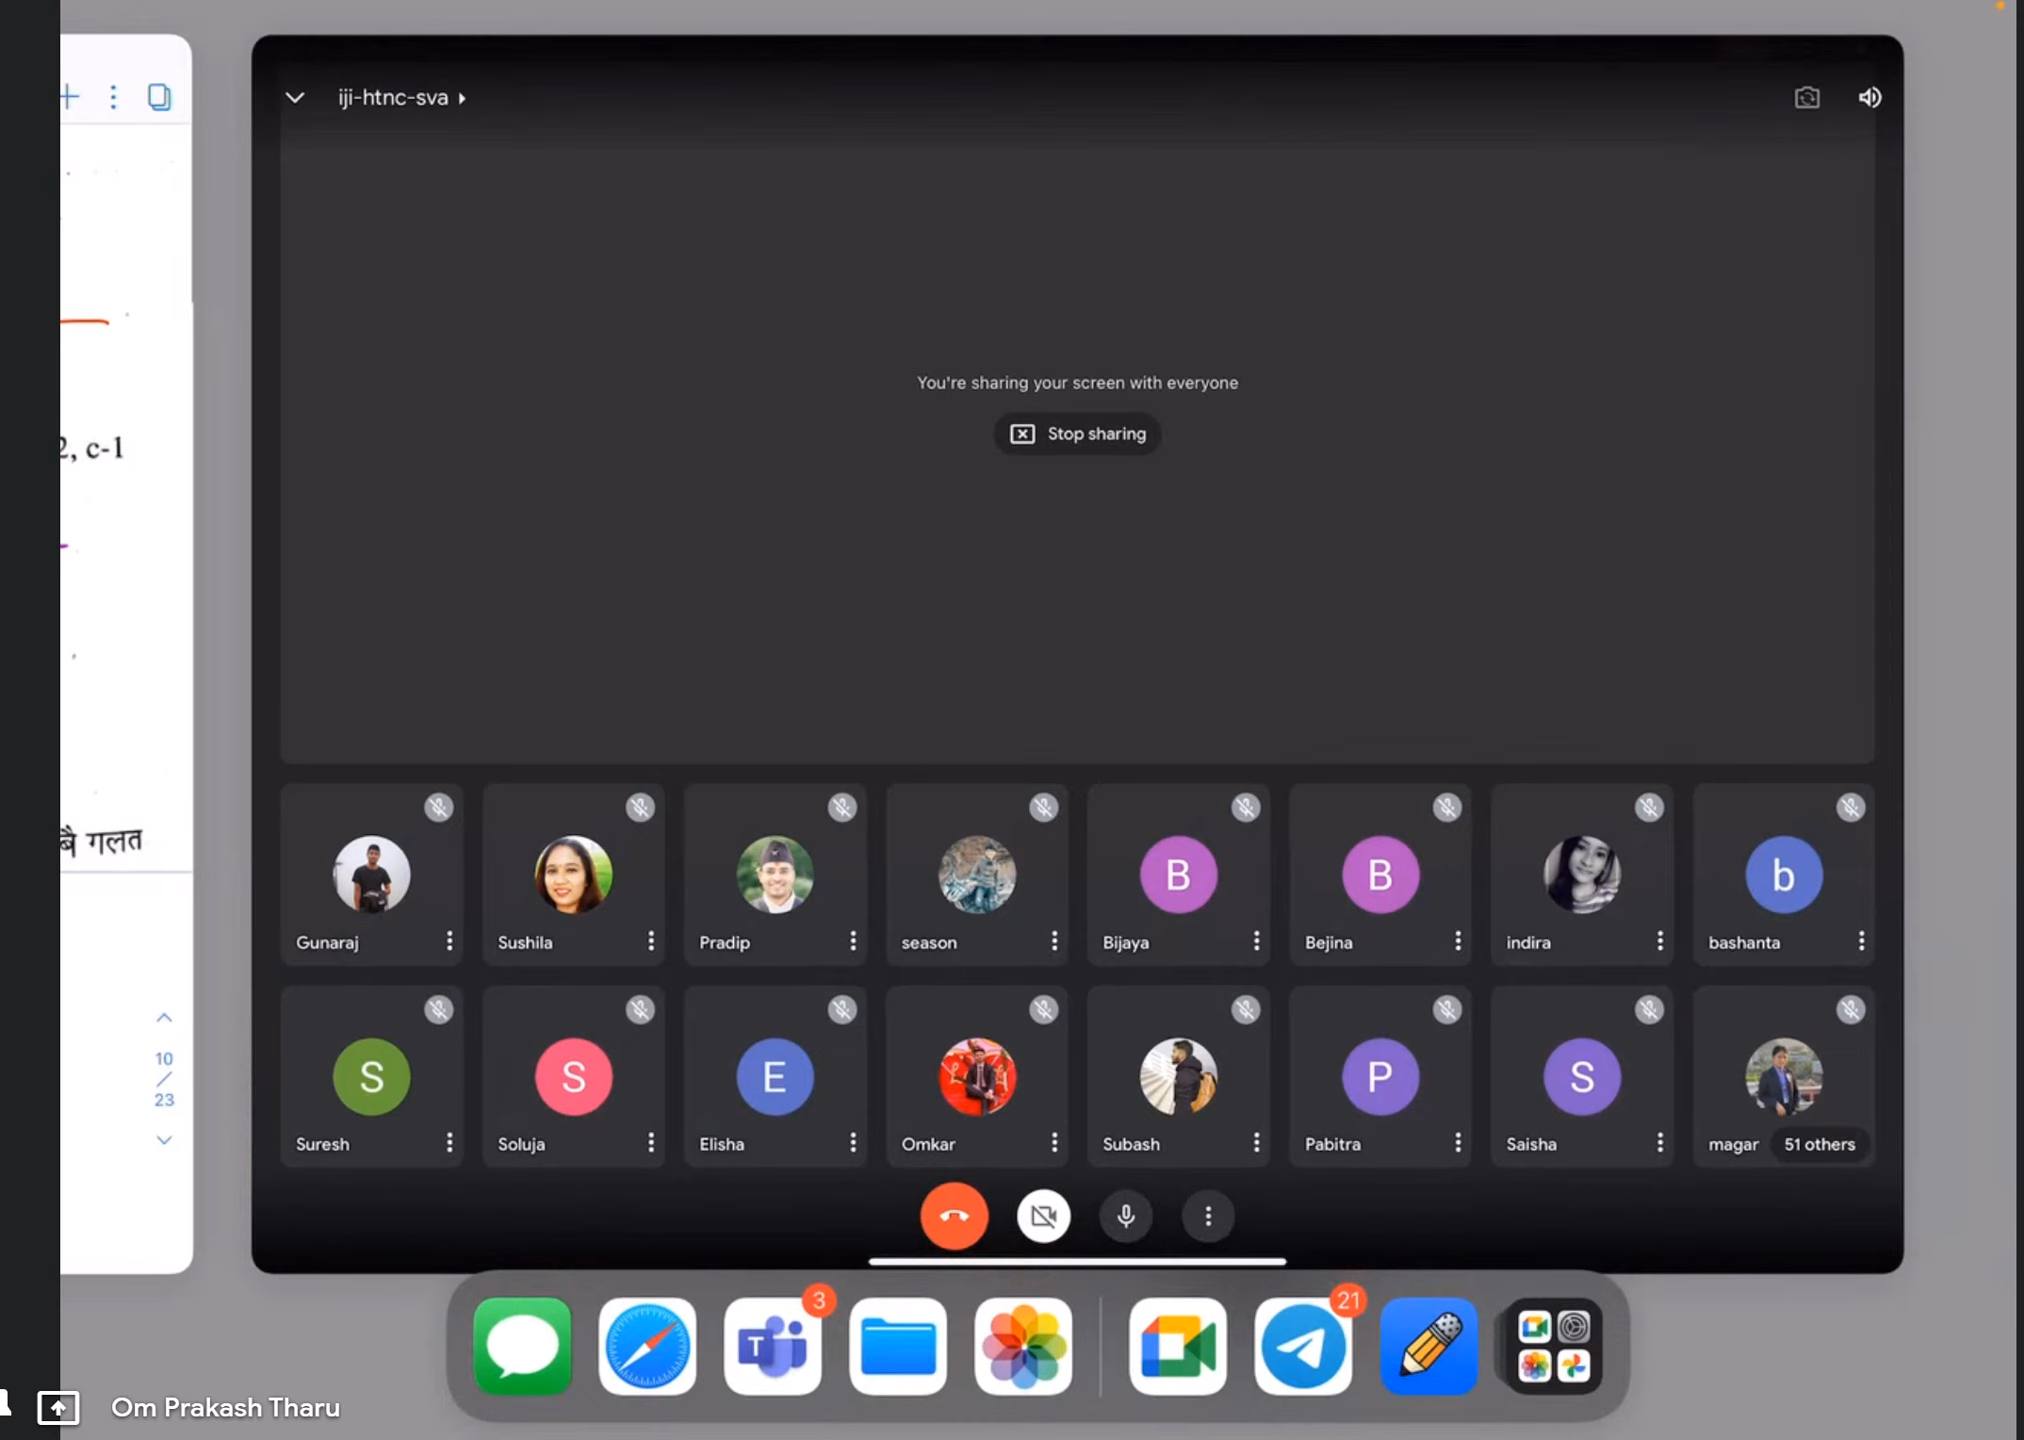 iji-htnc-sva
You're sharing your screen with everyone
Stop sharing
2, c-1
गलत
10
/
23
Gunaraj
Sushila
Pradip
season
B
Bijaya
B
Bejina
indira
b
bashanta
S
Suresh
S
Soluja
E
Elisha
Omkar
Subash
P
Pabitra
S
Saisha
magar
51 others
3
21
T
Om Prakash Tharu